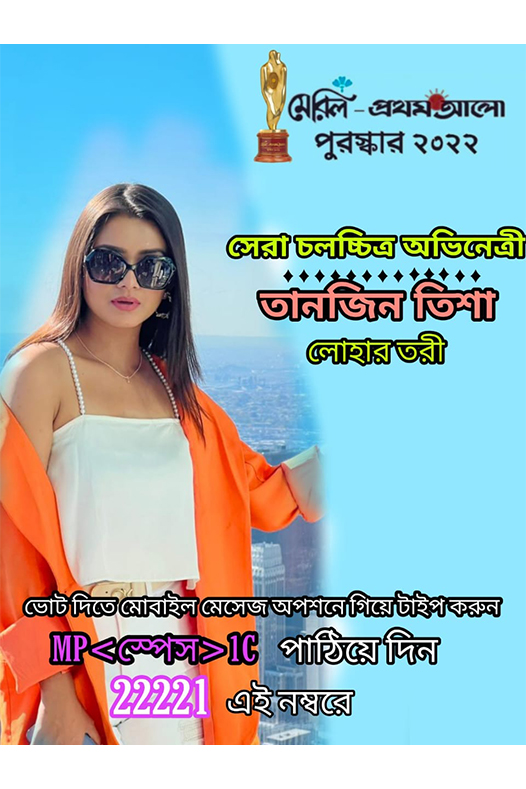 মেরিল - প্রথম আলো
পুরস্কার ২০২২
সেরা চলচ্চিত্র অভিনেত্রী
তানজিন তিশা
লোহার তরী
ভোট দিতে মোবাইল মেসেজ অপশনে গিয়ে টাইপ করুন
MP<স্পেস>1C পাঠিয়ে দিন
22221 এই নম্বরে